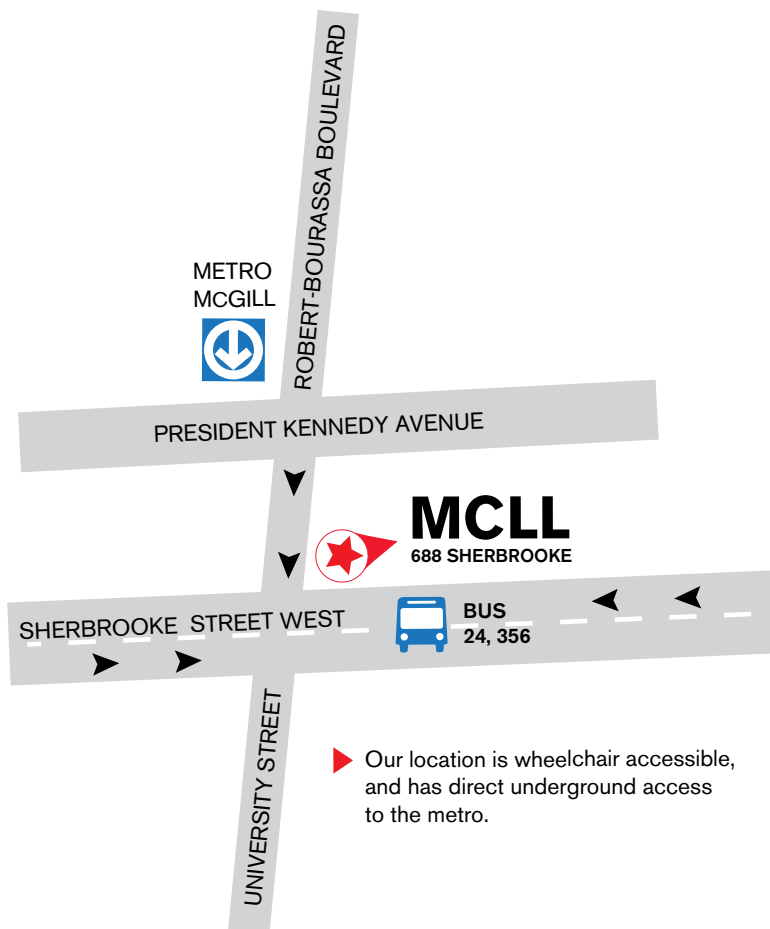 ROBERT-BOURASSA BOULEVARD
METRO
MCGILL
PRESIDENT KENNEDY AVENUE
MCLL
688 SHERBROOKE
SHERBROOKE STREET WEST
BUS
24, 356
UNIVERSITY STREET
Our location is wheelchair accessible,
and has direct underground access
to the metro.